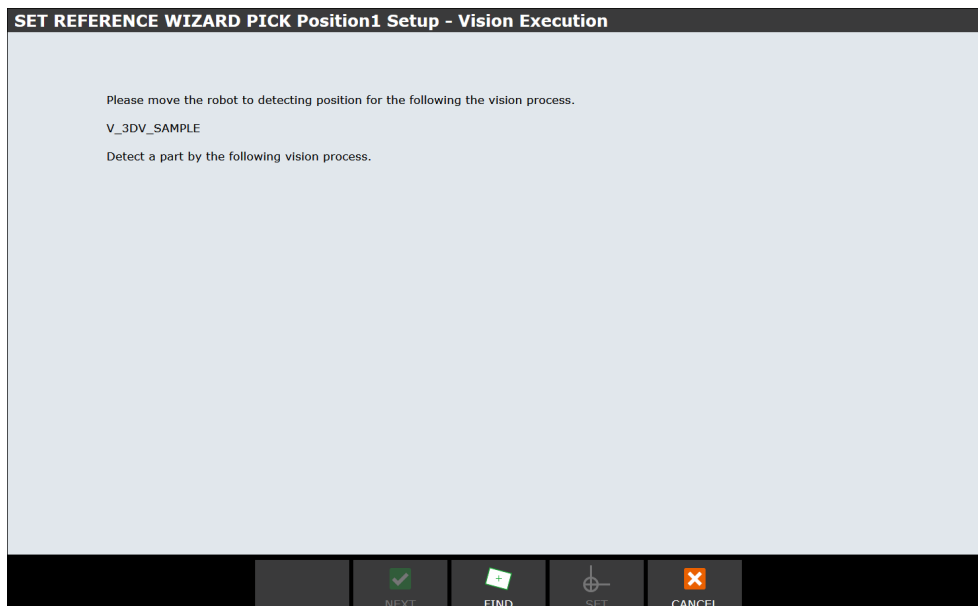 SET REFERENCE WIZARD PICK Position1 Setup - Vision Execution
Please move the robot to detecting position for the following the vision process.
V_3DV_SAMPLE
Detect a part by the following vision process.
NEXT FIND SET CANCEL